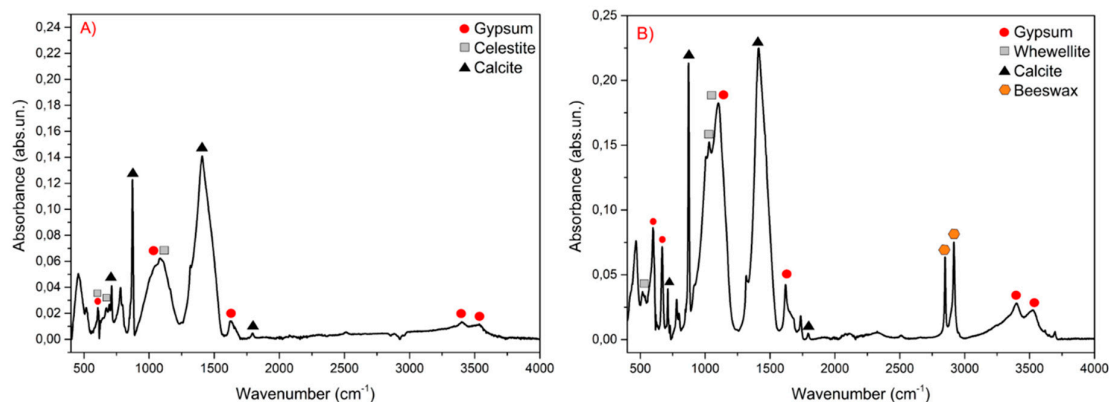 A)
Gypsum
Celestite
Calcite
0,24
0,22
0,20
0,18
0,16
0,14
0,12
0,10
0,08
0,06
0,04
0,02
0,00
Absorbance (abs.un.)
500 1000 1500 2000 2500 3000 3500 4000
Wavenumber (cm⁻¹)
B)
Gypsum
Whewellite
Calcite
Beeswax
0,25
0,20
0,15
0,10
0,05
0,00
Absorbance (abs.un.)
500 1000 1500 2000 2500 3000 3500 4000
Wavenumber (cm⁻¹)